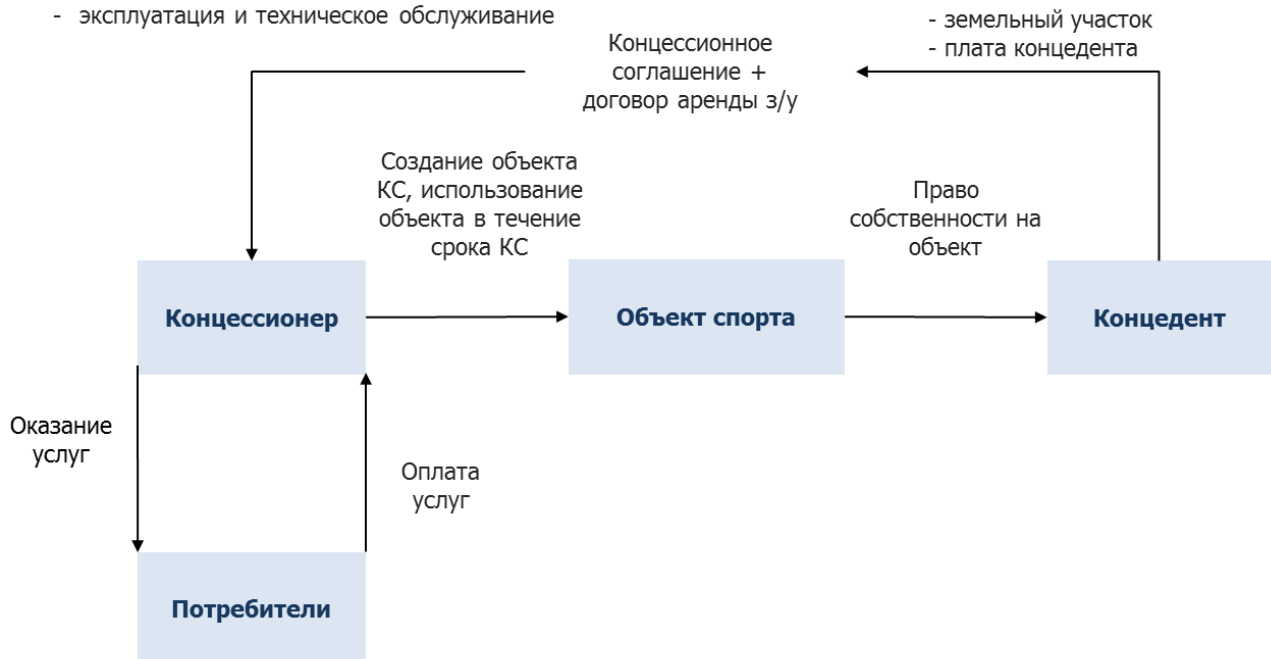 - эксплуатация и техническое обслуживание
- земельный участок
- плата концедента
Концессионное
соглашение +
договор аренды з/у
Создание объекта
КС, использование
объекта в течение
срока КС
Право
собственности на
объект
Концессионер
Объект спорта
Концедент
Оказание
услуг
Оплата
услуг
Потребители